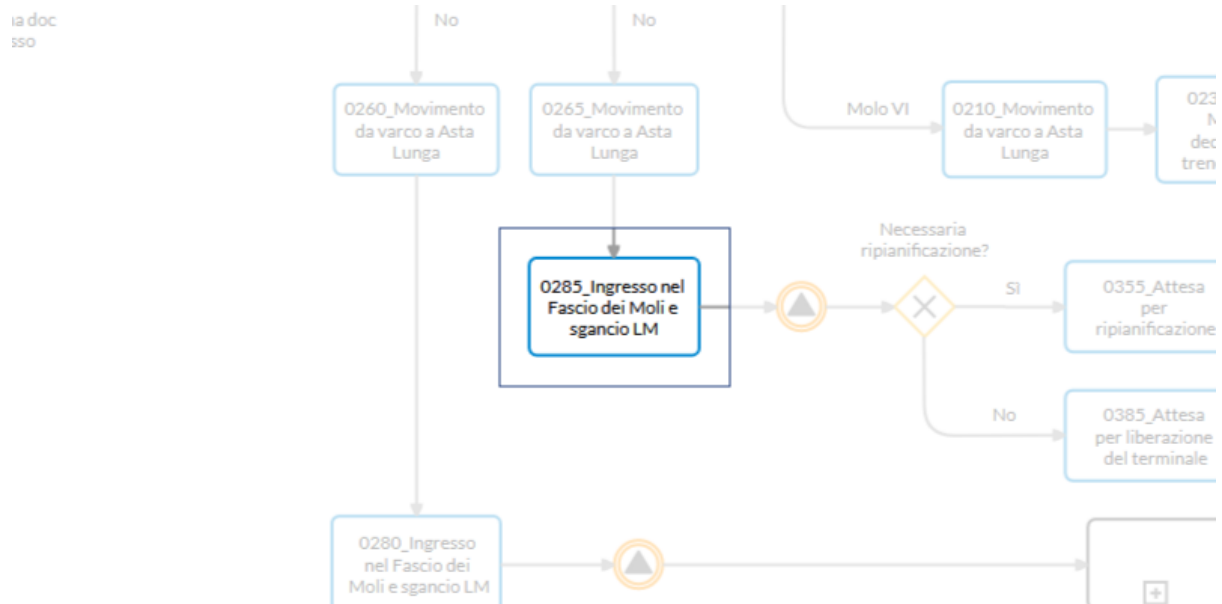 a doc
sso
No
No
0260_Movimento
da varco a Asta
Lunga
0265_Movimento
da varco a Asta
Lunga
Molo VI
0210_Movimento
da varco a Asta
Lunga
023
M
dec
tren
0285_Ingresso nel
Fascio dei Moli e
sgancio LM
Necessaria
ripianificazione?
Sì
0355_Attesa
per
ripianificazione
No
0385_Attesa
per liberazione
del terminale
0280_Ingresso
nel Fascio dei
Moli e sgancio LM